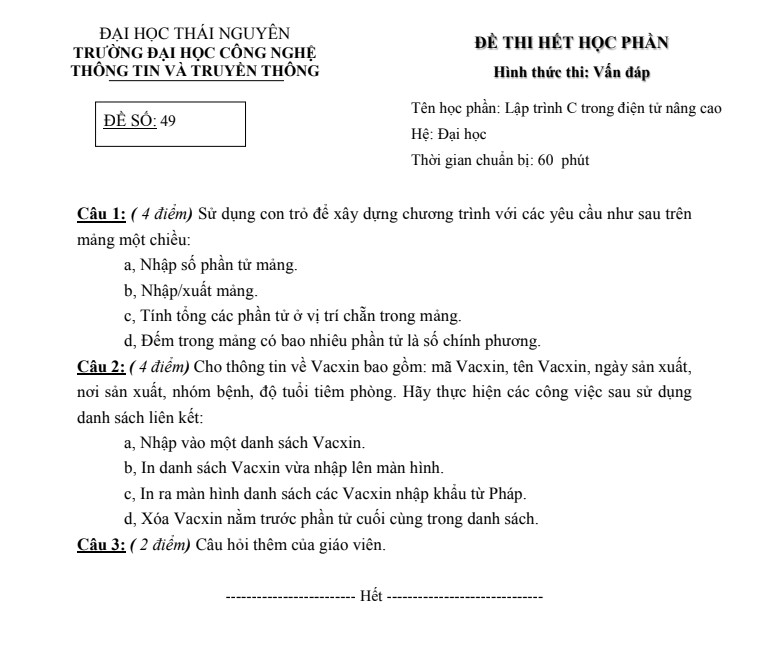 ĐẠI HỌC THÁI NGUYÊN
TRƯỜNG ĐẠI HỌC CÔNG NGHỆ
THÔNG TIN VÀ TRUYỀN THÔNG
ĐỀ SỐ: 49
ĐỀ THI HẾT HỌC PHẦN
Hình thức thi: Vấn đáp
Tên học phần: Lập trình C trong điện tử nâng cao
Hệ: Đại học
Thời gian chuẩn bị: 60 phút
Câu 1: ( 4 điểm) Sử dụng con trỏ để xây dựng chương trình với các yêu cầu như sau trên
mảng một chiều:
a, Nhập số phần tử mảng.
b, Nhập/xuất mảng.
c, Tính tổng các phần tử ở vị trí chẵn trong mảng.
d, Đếm trong mảng có bao nhiêu phần tử là số chính phương.
Câu 2: ( 4 điểm) Cho thông tin về Vacxin bao gồm: mã Vacxin, tên Vacxin, ngày sản xuất,
nơi sản xuất, nhóm bệnh, độ tuổi tiêm phòng. Hãy thực hiện các công việc sau sử dụng
danh sách liên kết:
a, Nhập vào một danh sách Vacxin.
b, In danh sách Vacxin vừa nhập lên màn hình.
c, In ra màn hình danh sách các Vacxin nhập khẩu từ Pháp.
d, Xóa Vacxin nằm trước phần tử cuối cùng trong danh sách.
Câu 3: ( 2 điểm) Câu hỏi thêm của giáo viên.
------------------------- Hết ------------------------------